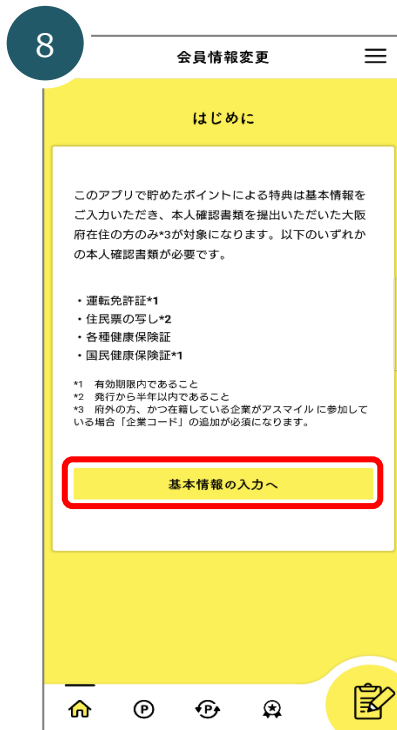 8
会員情報変更
はじめに
このアプリで貯めたポイントによる特典は基本情報を
ご入力いただき、本人確認書類を提出いただいた大阪
府在住の方のみ*3が対象になります。以下のいずれか
の本人確認書類が必要です。
・運転免許証*1
・住民票の写し*2
・各種健康保険証
・国民健康保険証*1
*1 有効期限内であること
*2 発行から半年以内であること
*3 府外の方、かつ在籍している企業がアスマイルに参加して
いる場合「企業コード」の追加が必須になります。
基本情報の入力へ
P
P